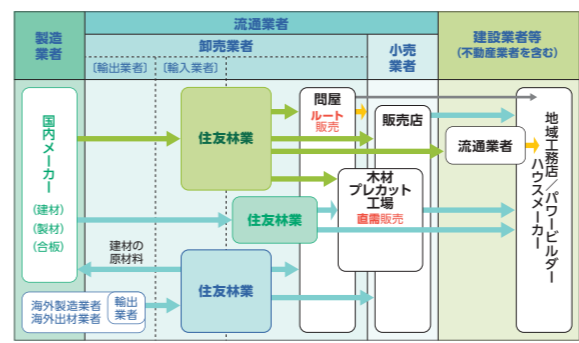 製造
業者
流通業者
卸売業者
〔輸出業者〕
〔輸入業者〕
小売
業者
建設業者等
(不動産業者を含む)
国内メーカー
(建材)
(製材)
(合板)
住友林業
問屋
ルート
販売
販売店
流通業者
木材
プレカット
工場
直需販売
住友林業
建材の
原材料
住友林業
海外製造業者
海外出材業者
輸出
業者
地域工務店/パワービルダー
ハウスメーカー